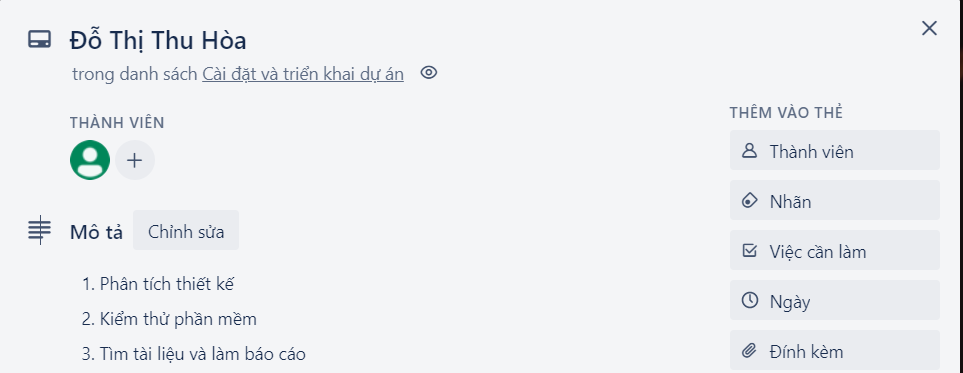 Đỗ Thị Thu Hòa
trong danh sách Cài đặt và triển khai dự án
THÀNH VIÊN
Mô tả Chỉnh sửa
1. Phân tích thiết kế
2. Kiểm thử phần mềm
3. Tìm tài liệu và làm báo cáo
THÊM VÀO THẺ
Thành viên
Nhãn
Việc cần làm
Ngày
Đính kèm